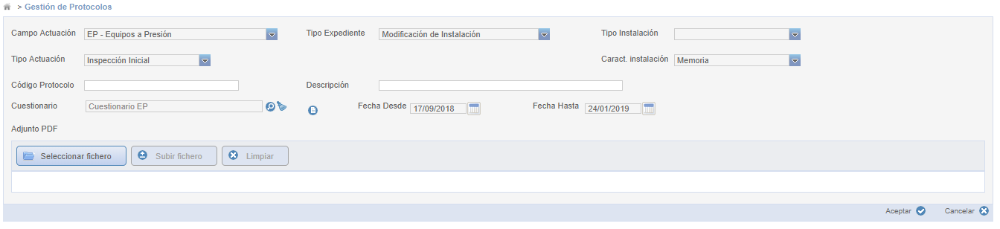 > Gestión de Protocolos
Campo Actuación EP - Equipos a Presión Tipo Expediente Modificación de Instalación Tipo Instalación
Tipo Actuación Inspección Inicial Caract. instalación Memoria
Código Protocolo Descripción
Cuestionario Cuestionario EP Fecha Desde 17/09/2018 Fecha Hasta 24/01/2019
Adjunto PDF
Seleccionar fichero Subir fichero Limpiar
Aceptar Cancelar